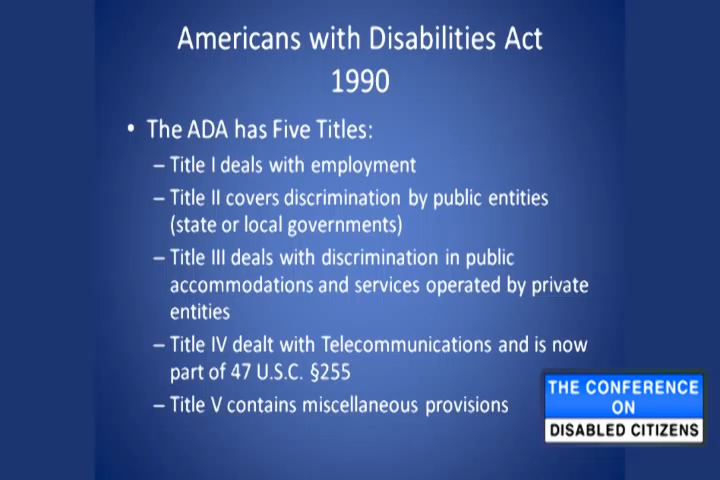 Americans with Disabilities Act
1990
• The ADA has Five Titles:
– Title I deals with employment
– Title II covers discrimination by public entities
(state or local governments)
– Title III deals with discrimination in public
accommodations and services operated by private
entities
– Title IV dealt with Telecommunications and is now
part of 47 U.S.C. §255
– Title V contains miscellaneous provisions
THE CONFERENCE
ON
DISABLED CITIZENS